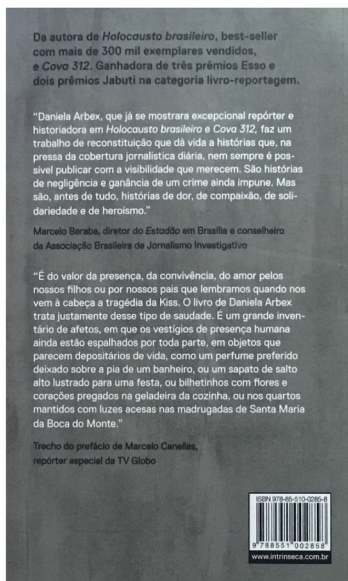 Da autora de Holocausto brasileiro, best-seller
com mais de 300 mil exemplares vendidos,
e Cova 312. Ganhadora de três prêmios Esso e
dois prêmios Jabuti na categoria livro-reportagem.
“Daniela Arbex, que já se mostrara excepcional repórter e
historiadora em Holocausto brasileiro e Cova 312, faz um
trabalho de reconstituição que dá vida a histórias que, na
pressa da cobertura jornalística diária, nem sempre é pos-
sível publicar com a visibilidade que merecem. São histórias
de negligência e ganância de um crime ainda impune. Mas
são, antes de tudo, histórias de dor, de compaixão, de soli-
dariedade e de heroísmo.”
Marcelo Beraba, diretor do Estadão em Brasília e conselheiro
da Associação Brasileira de Jornalismo Investigativo
“É do valor da presença, da convivência, do amor pelos
nossos filhos ou por nossos pais que lembramos quando nos
vem à cabeça a tragédia da Kiss. O livro de Daniela Arbex
trata justamente desse tipo de saudade. É um grande inven-
tário de afetos, em que os vestígios de presença humana
ainda estão espalhados por toda parte, em objetos que
parecem depositários de vida, como um perfume preferido
deixado sobre a pia de um banheiro, ou um sapato de salto
alto lustrado para uma festa, ou bilhetinhos com flores e
corações pregados na geladeira da cozinha, ou nos quartos
mantidos com luzes acesas nas madrugadas de Santa Maria
da Boca do Monte.”
Trecho do prefácio de Marcelo Canellas,
repórter especial da TV Globo
ISBN 978-85-510-0285-8
9 788551 002858
www.intrinseca.com.br